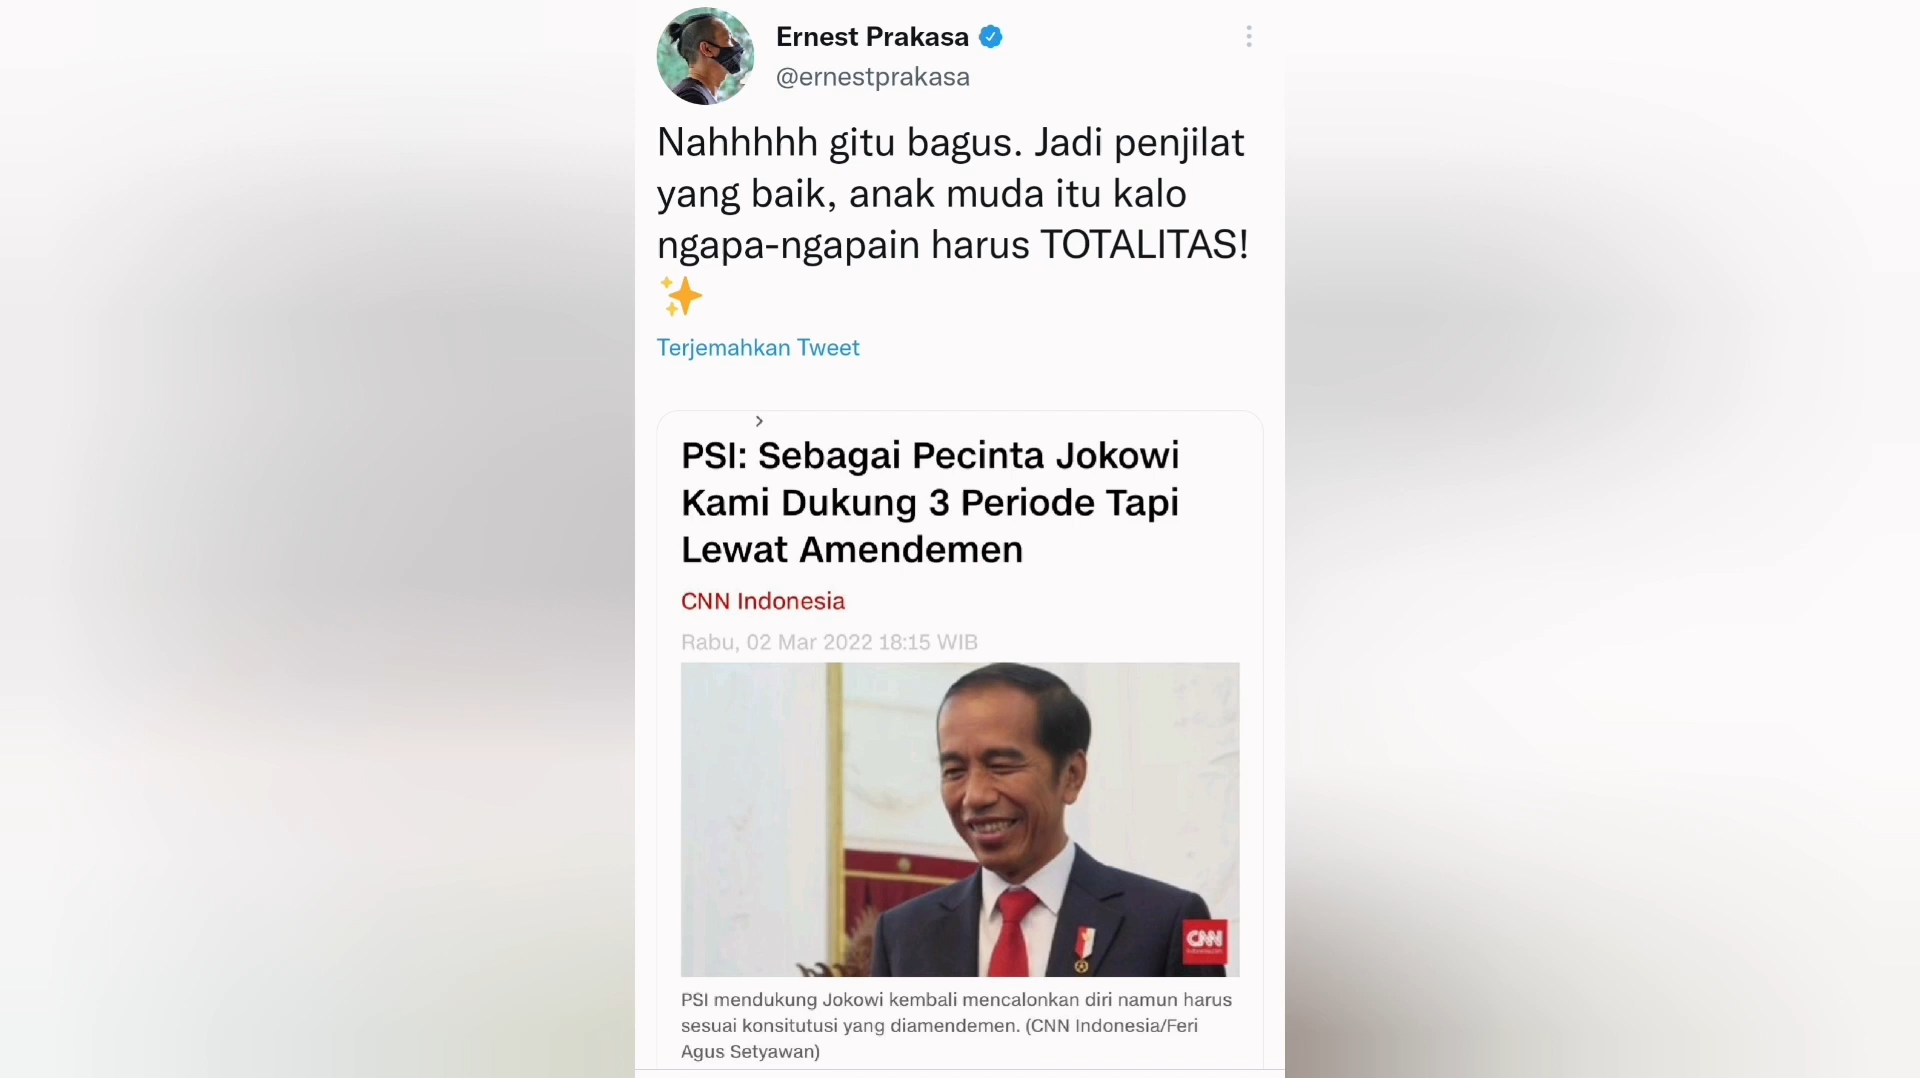 Ernest Prakasa
@ernestprakasa
Nahhhhh gitu bagus. Jadi penjilat
yang baik, anak muda itu kalo
ngapa-ngapain harus TOTALITAS!
Terjemahkan Tweet
PSI: Sebagai Pecinta Jokowi
Kami Dukung 3 Periode Tapi
Lewat Amendemen
CNN Indonesia
Rabu, 02 Mar 2022 18:15 WIB
CNN
PSI mendukung Jokowi kembali mencalonkan diri namun harus
sesuai konsitutusi yang diamendemen. (CNN Indonesia/Feri
Agus Setyawan)